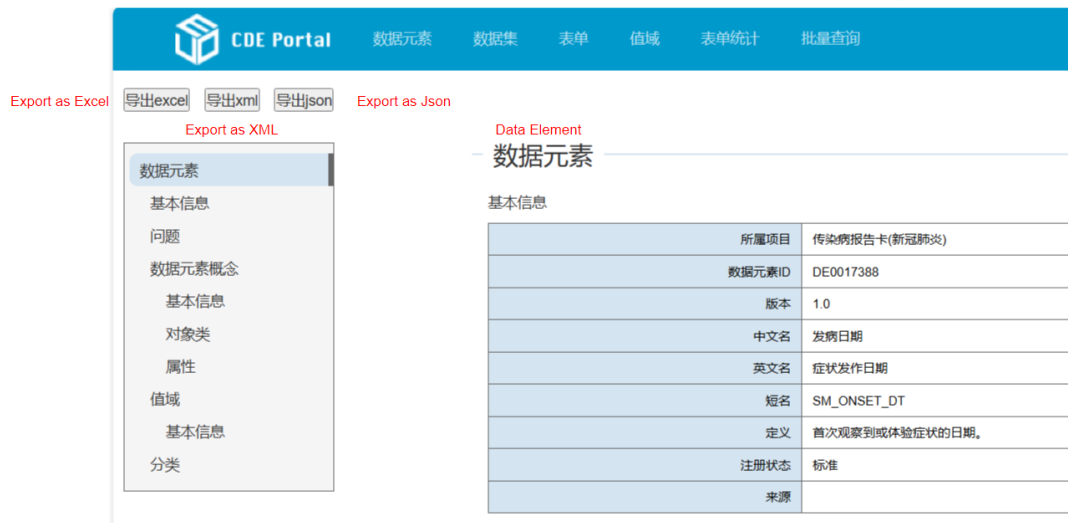 CDE Portal 数据元素 数据集 表单 值域 表单统计 批量查询
Export as Excel 导出excel 导出xml 导出json Export as Json
Export as XML
Data Element
数据元素
基本信息
问题
数据元素概念
基本信息
对象类
属性
值域
基本信息
分类
数据元素
基本信息
所属项目 传染病报告卡(新冠肺炎)
数据元素ID DE0017388
版本 1.0
中文名 发病日期
英文名 症状发作日期
短名 SM_ONSET_DT
定义 首次观察到或体验症状的日期。
注册状态 标准
来源